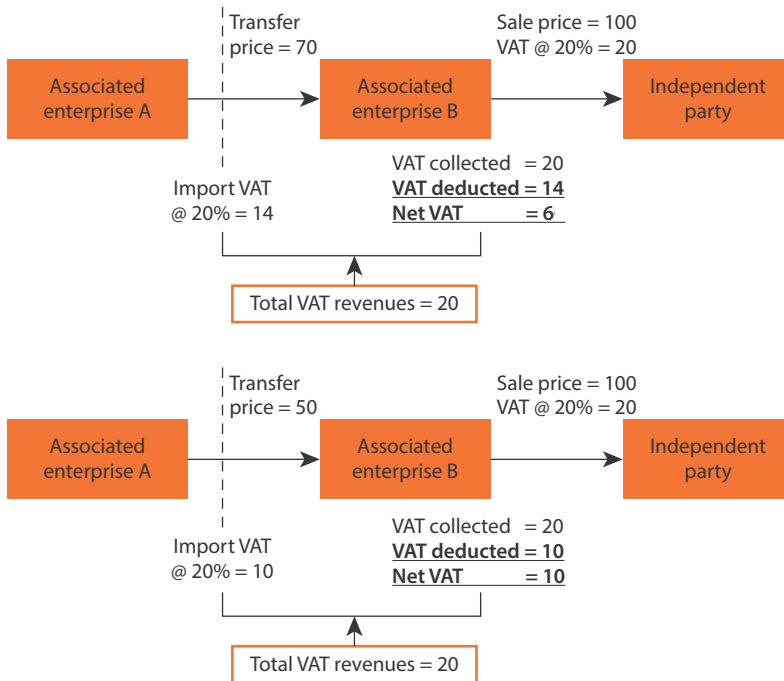 Transfer
price = 70
Sale price = 100
VAT @ 20% = 20
Associated
enterprise A
Associated
enterprise B
Independent
party
Import VAT
@ 20% = 14
VAT collected = 20
VAT deducted = 14
Net VAT = 6
Total VAT revenues = 20
Transfer
price = 50
Sale price = 100
VAT @ 20% = 20
Associated
enterprise A
Associated
enterprise B
Independent
party
Import VAT
@ 20% = 10
VAT collected = 20
VAT deducted = 10
Net VAT = 10
Total VAT revenues = 20